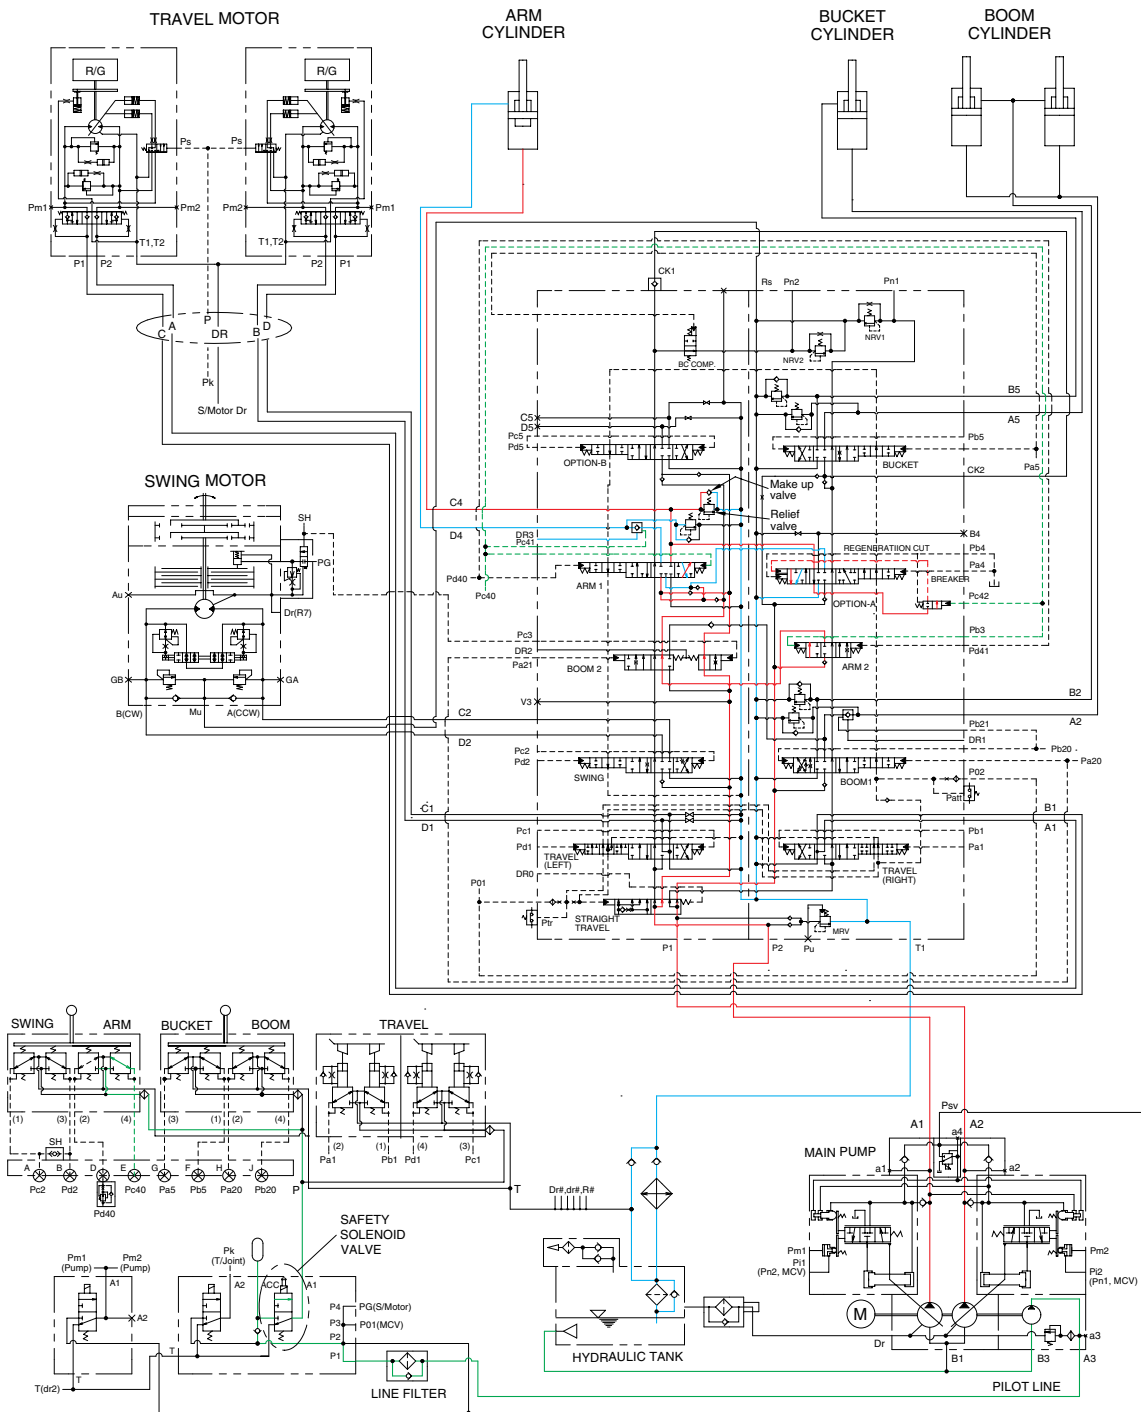 TRAVEL MOTOR
ARM
CYLINDER
BUCKET
CYLINDER
BOOM
CYLINDER
R/G
R/G
Ps
Ps
Pm1
Pm2
Pm2
Pm1
T1,T2
T1,T2
P1
P2
P2
P1
C
A
P
DR
B
D
Pk
S/Motor Dr
CK1
Rs
Pn2
Pn1
NRV1
NRV2
BC COMP.
B5
A5
C5
D5
Pc5
Pd5
OPTION-B
Pb5
BUCKET
CK2
Pa5
SWING MOTOR
SH
PG
Au
Dr(R7)
GB
GA
B(CW)
Mu
A(CCW)
C4
D4
Make up
valve
Relief
valve
DR3
Pc41
B4
REGENERATIION CUT
Pb4
Pa4
BREAKER
Pd40
Pc40
ARM 1
OPTION-A
Pc42
Pc3
DR2
Pa21
BOOM 2
Pb3
Pd41
ARM 2
V3
B2
A2
C2
D2
Pb21
DR1
Pc2
Pd2
SWING
Pb20
Pa20
BOOM1
P02
Patt
C1
D1
B1
A1
Pc1
Pd1
TRAVEL
(LEFT)
Pb1
Pa1
TRAVEL
(RIGHT)
DR0
P01
Ptr
STRAIGHT
TRAVEL
MRV
P1
P2
Pu
T1
SWING
ARM
BUCKET
BOOM
TRAVEL
(1)
(3)
(2)
(4)
(3)
(1)
(2)
(4)
(2)
(1)
(4)
(3)
Pa1
Pb1
Pd1
Pc1
SH
A
B
D
E
G
F
H
J
Pc2
Pd2
Pc40
Pa5
Pb5
Pa20
Pb20
Pd40
P
T
SAFETY
SOLENOID
VALVE
Dr#,dr#,R#
Psv
A1
A2
a4
MAIN PUMP
a1
a2
Pm1
Pi1
(Pn2, MCV)
Pm2
Pi2
(Pn1, MCV)
M
Dr
B1
B3
A3
a3
PILOT LINE
Pm1
(Pump)
Pm2
(Pump)
A1
A2
T
T(dr2)
Pk
(T/Joint)
A2
ACC
A1
T
P4
PG(S/Motor)
P3
P01(MCV)
P2
P1
LINE FILTER
HYDRAULIC TANK